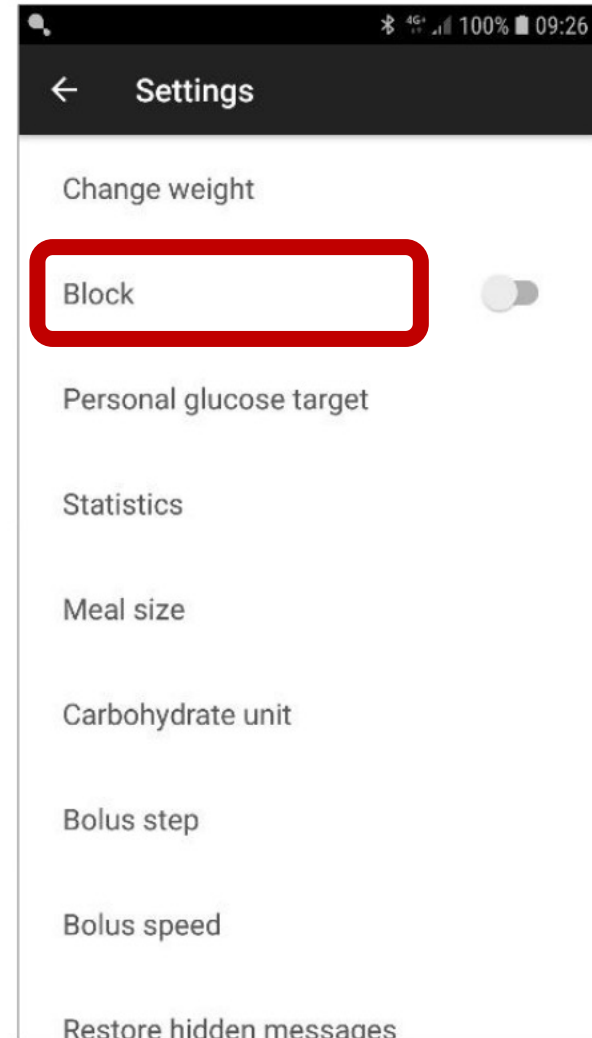 4G+ 100% 09:26
Settings
Change weight
Block
Personal glucose target
Statistics
Meal size
Carbohydrate unit
Bolus step
Bolus speed
Restore hidden messages